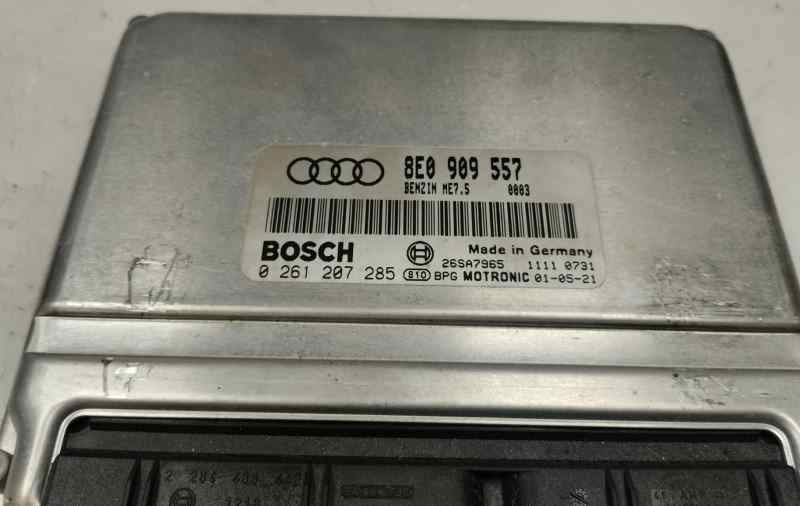 8E0 909 557
BENZIN ME7.5 0003
BOSCH Made in Germany
26SA7965 1111 0731
0 261 207 285 810 BPG MOTRONIC 01-05-21